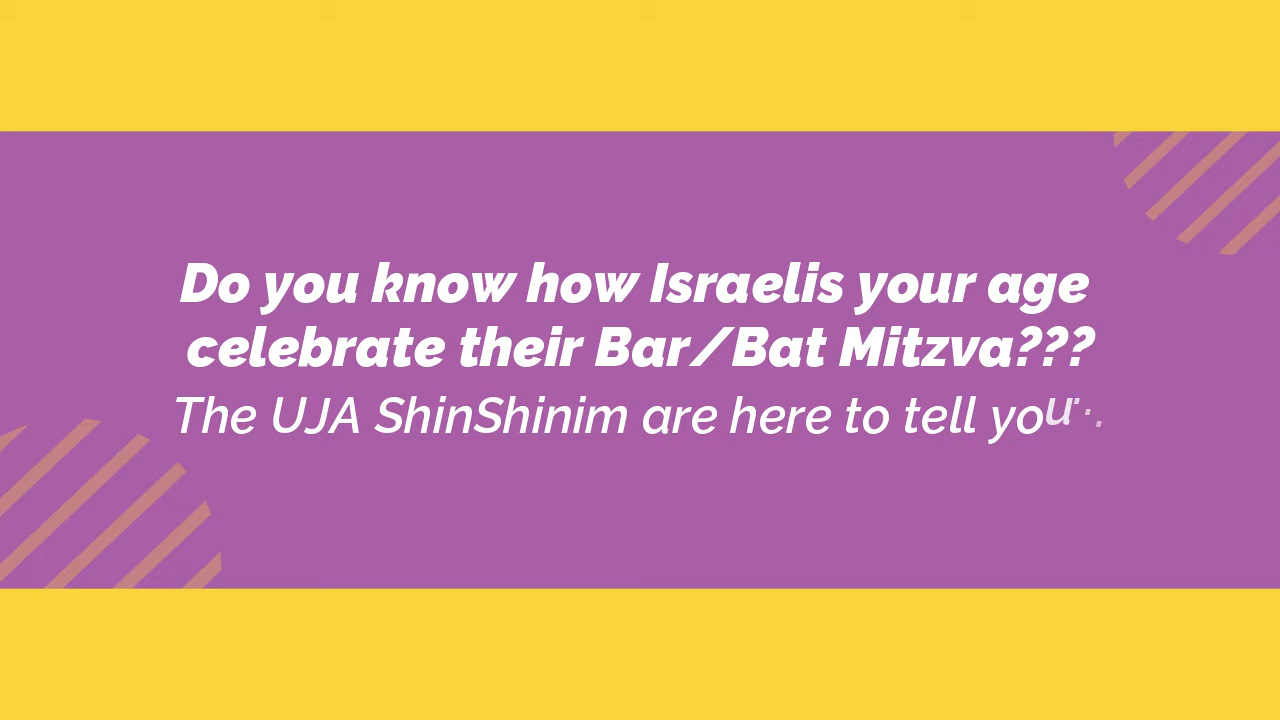 Do you know how Israelis your age
celebrate their Bar/Bat Mitzva???
The UJA ShinShinim are here to tell you..